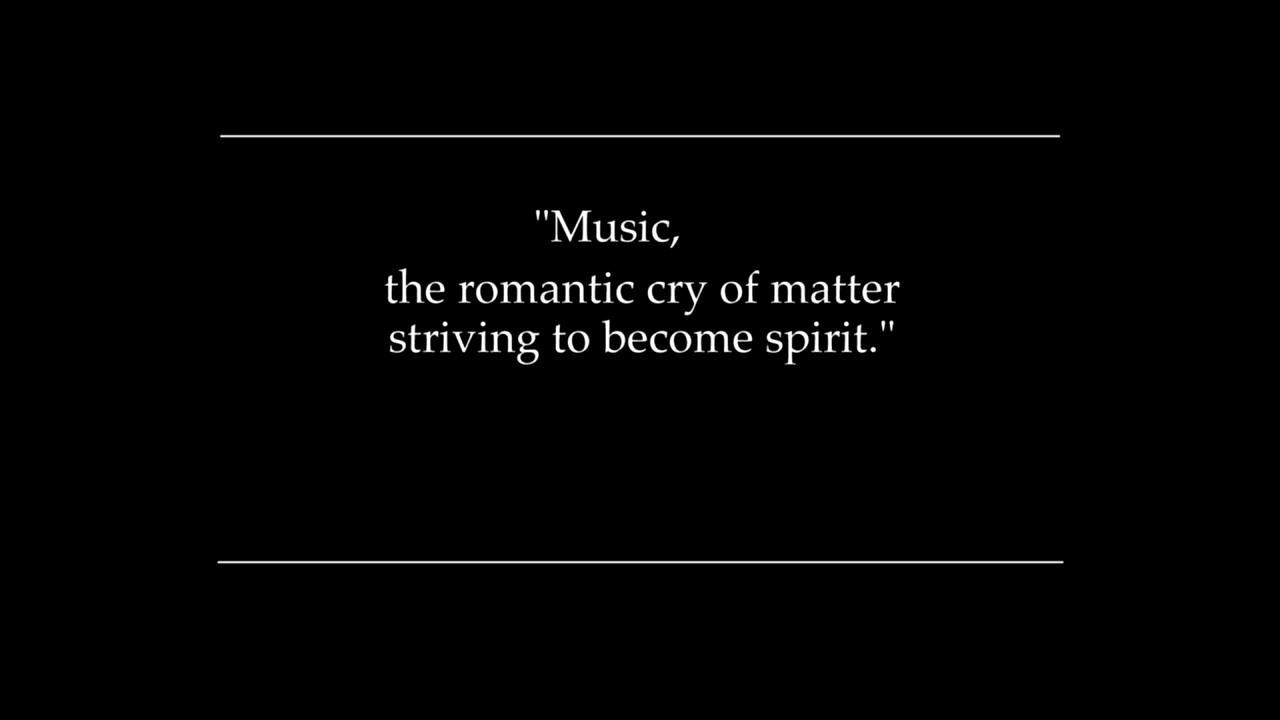 "Music,
the romantic cry of matter
striving to become spirit."